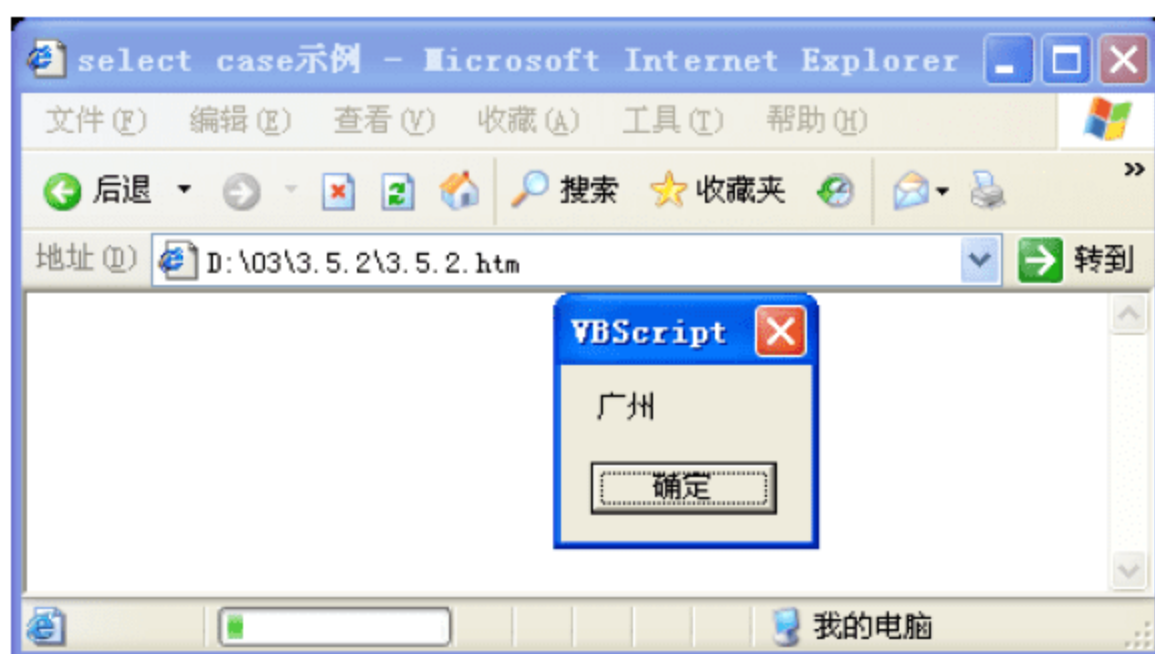 select case示例 - Microsoft Internet Explorer
文件(F) 编辑(E) 查看(V) 收藏(A) 工具(T) 帮助(H)
后退 搜索 收藏夹 »
地址(D) D:\03\3.5.2\3.5.2.htm 转到
VBScript
广州
确定
我的电脑